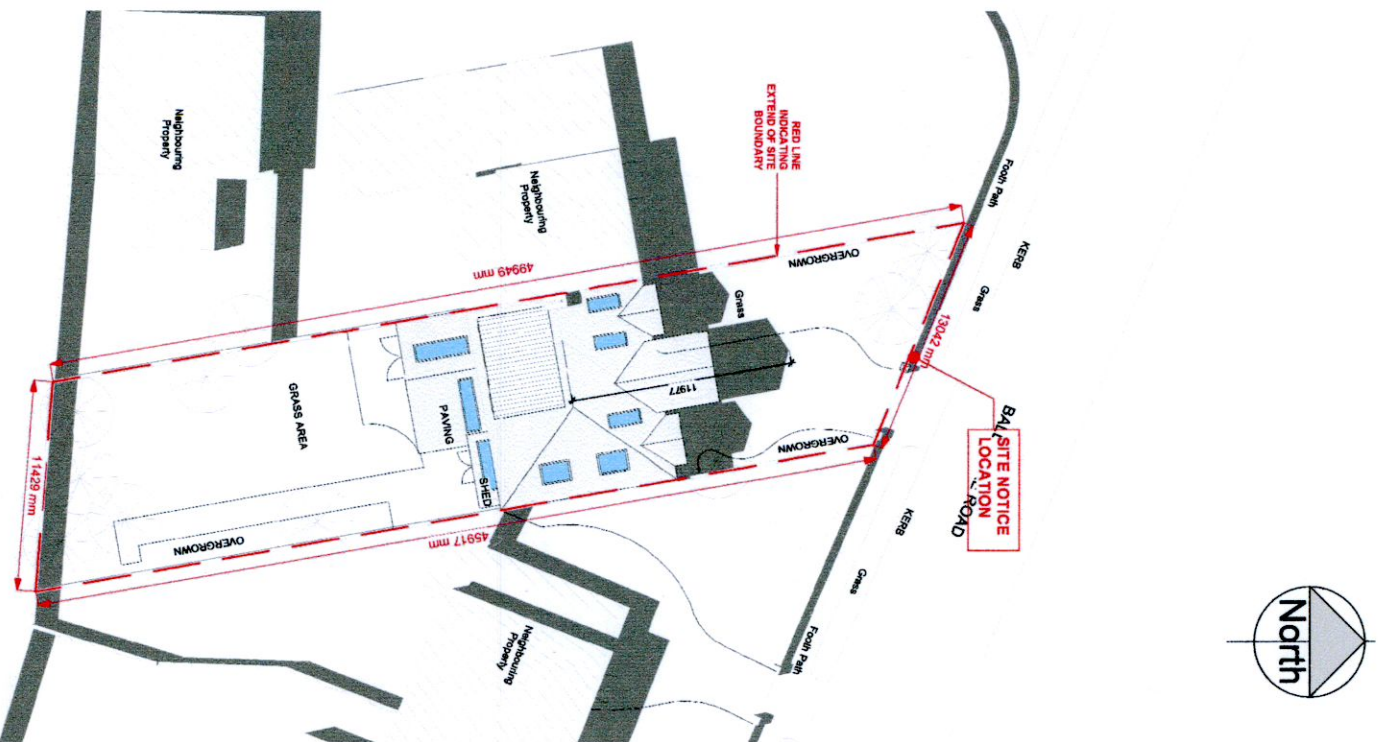 Neighbouring
Property
Neighbouring
Property
RED LINE
INDICATING
EXTEND OF SITE
BOUNDARY
Footh Path
KERB
Grass
OVERGROWN
49949 mm
Grass
13042 mm
SITE NOTICE
LOCATION
ROAD
11977
GRASS AREA
PAVING
SHED
OVERGROWN
OVERGROWN
45917 mm
11429 mm
KERB
Grass
Footh Path
Neighbouring
Property
North